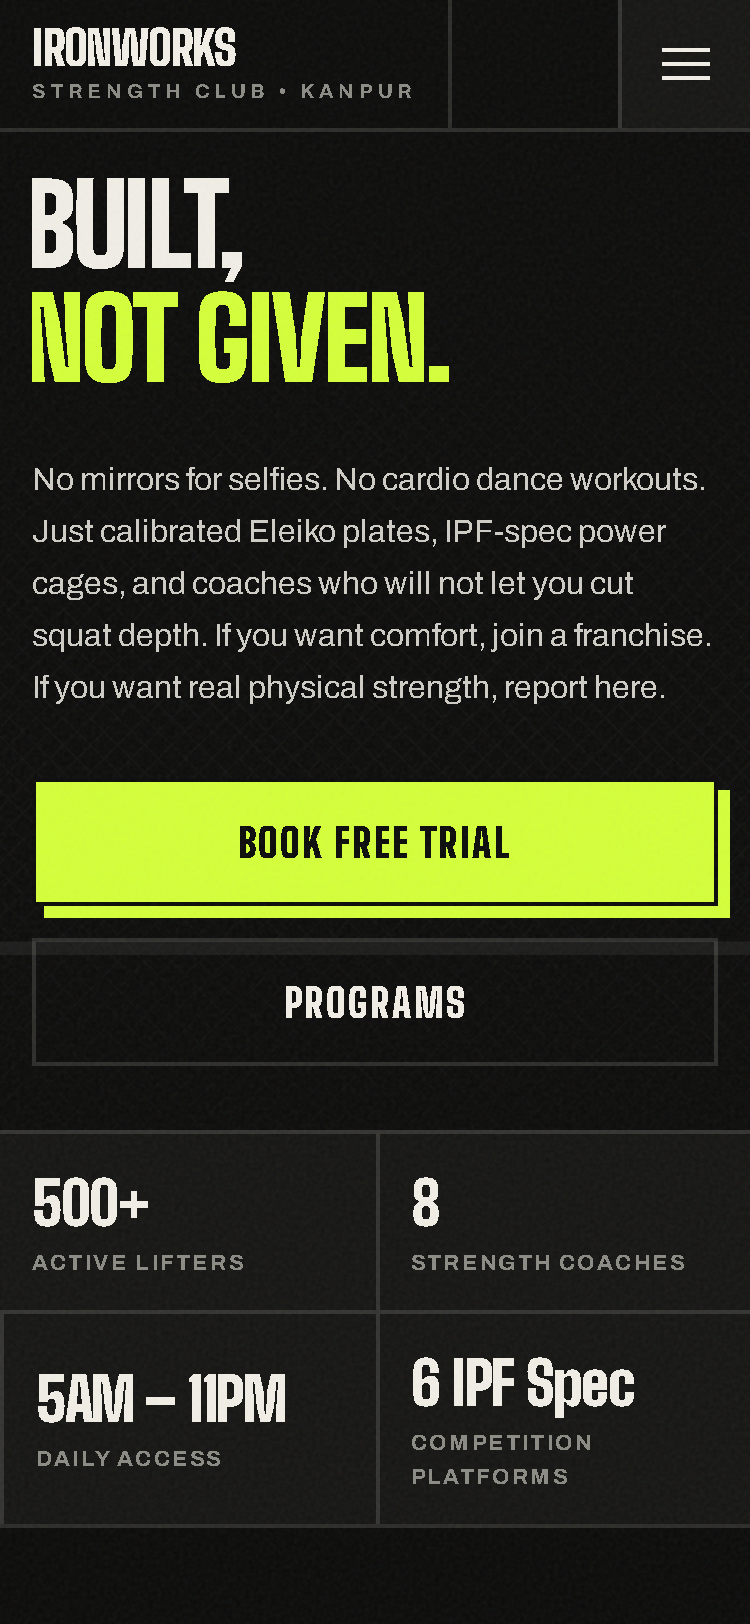 IRONWORKS
STRENGTH CLUB • KANPUR
BUILT,
NOT GIVEN.
No mirrors for selfies. No cardio dance workouts.
Just calibrated Eleiko plates, IPF-spec power
cages, and coaches who will not let you cut
squat depth. If you want comfort, join a franchise.
If you want real physical strength, report here.
BOOK FREE TRIAL
PROGRAMS
500+
ACTIVE LIFTERS
8
STRENGTH COACHES
5AM – 11PM
DAILY ACCESS
6 IPF Spec
COMPETITION
PLATFORMS